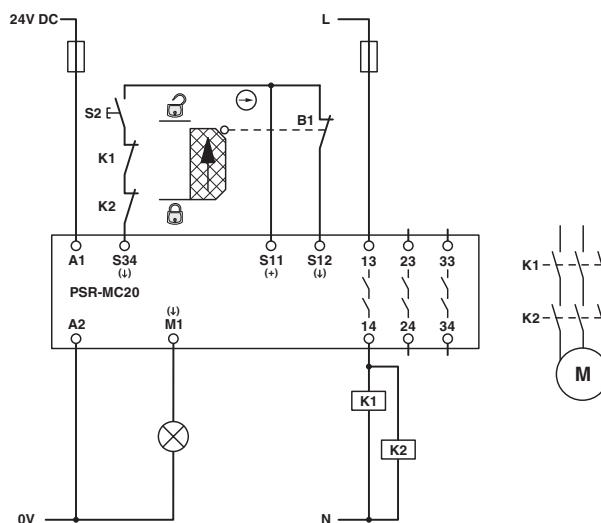 24V DC
L
S2
B1
K1
K2
A1
S34
(↓)
S11
(+)
S12
(↓)
13
23
33
PSR-MC20
A2
(↓)
M1
14
24
34
K1
K2
0V
N
K1
K2
M